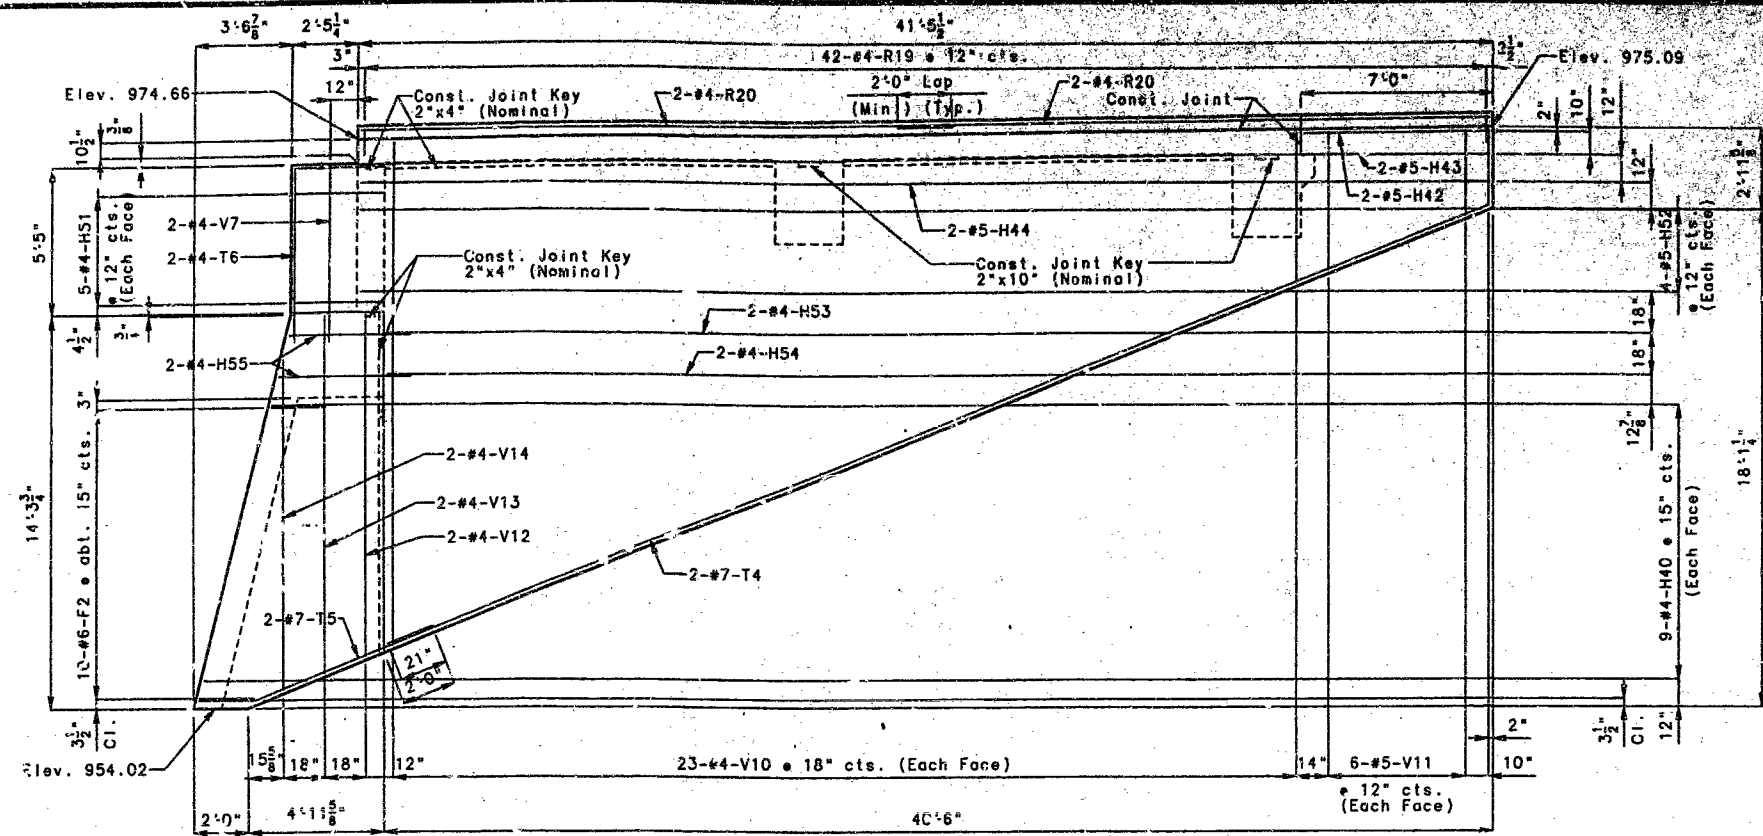 3'-6 7/8"
2'-5 1/4"
41'-5 1/2"
3"
42-#4-R19 @ 12" cts.
2 1/2"
Elev. 975.09
2'-0" Lap
(Min.) (Typ.)
2-#4-R20
2-#4-R20
7'-0"
Elev. 974.66
12"
Const. Joint Key
2"x4" (Nominal)
Const. Joint
2"
10"
12"
10 1/2"
2-#5-H43
2-#5-H42
12"
2'-1 5/8"
5'-5"
5-#4-H51
@ 12" cts.
(Each Face)
2-#4-V7
2-#4-T6
2-#5-H44
Const. Joint Key
2"x4" (Nominal)
Const. Joint Key
2"x10" (Nominal)
4-#5-H52
@ 12" cts.
(Each Face)
4 1/2"
2-#4-H53
2-#4-H54
2-#4-H55
18"
18"
3"
12 7/8"
14'-3 3/4"
10-#6-F2 @ abt. 15" cts.
2-#4-V14
2-#4-V13
2-#4-V12
2-#7-T4
2-#7-T5
21"
2'-0"
9-#4-H40 @ 15" cts.
(Each Face)
18'-1 1/4"
3 1/2"
Cl.
3 1/2"
Cl.
12"
Elev. 954.02
15 5/8"
18"
18"
12"
23-#4-V10 @ 18" cts. (Each Face)
14"
6-#5-V11
@ 12" cts.
(Each Face)
2"
10"
2'-0"
4'-11 5/8"
40'-6"